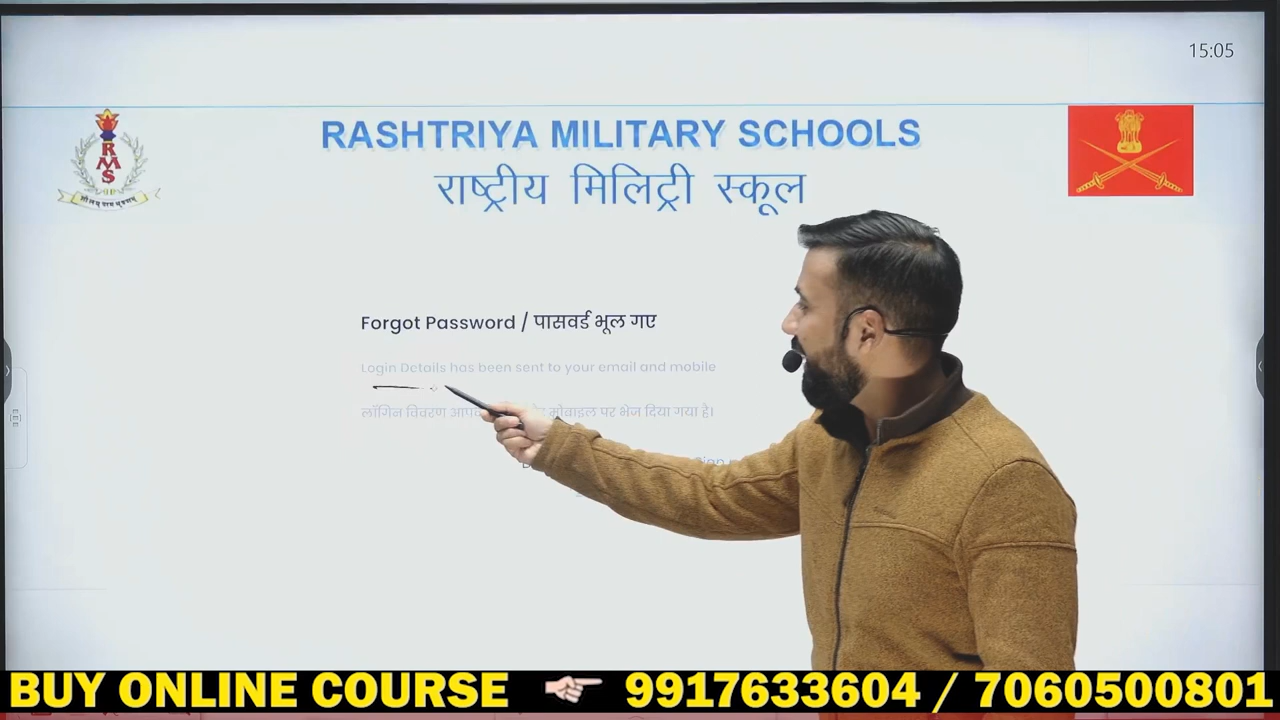 15:05
RMS
RASHTRIYA MILITARY SCHOOLS
राष्ट्रीय मिलिट्री स्कूल
Forgot Password / पासवर्ड भूल गए
Login Details has been sent to your email and mobile
लॉगिन विवरण मोबाइल पर भेज दिया गया है।
BUY ONLINE COURSE 9917633604 / 7060500801